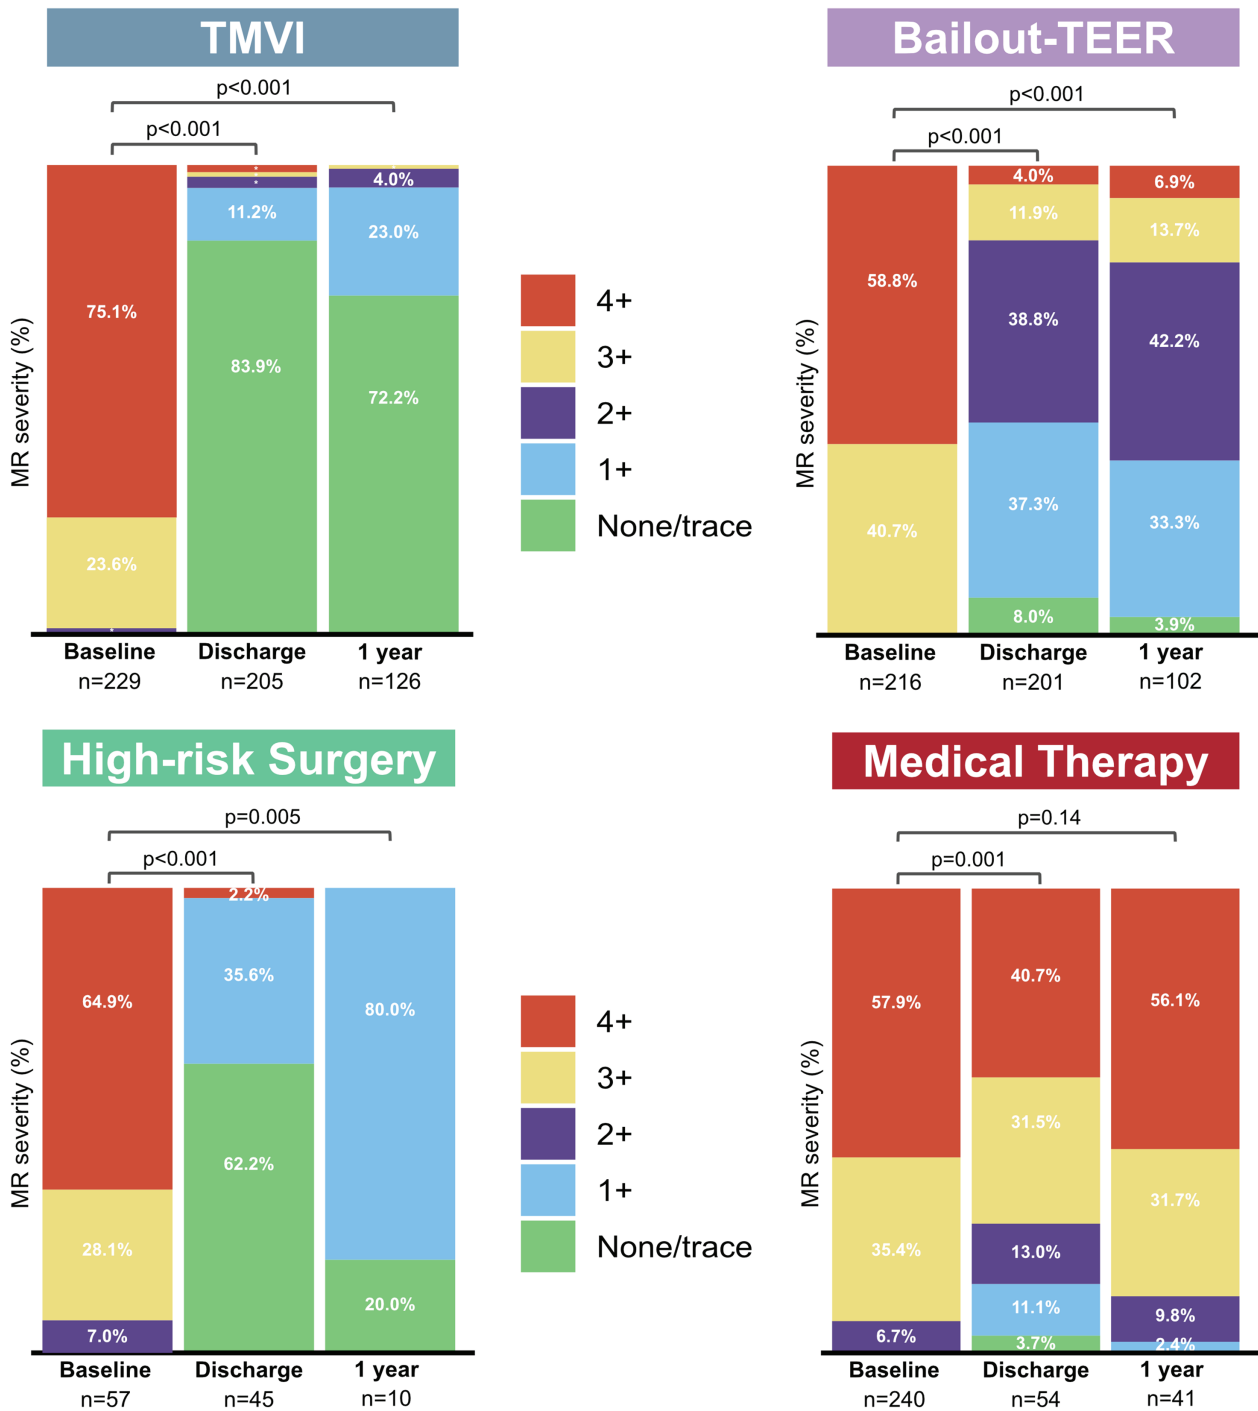 TMVI
p<0.001
p<0.001
MR severity (%)
75.1%
23.6%
11.2%
83.9%
4.0%
23.0%
72.2%
Baseline
Discharge
1 year
n=229
n=205
n=126
4+
3+
2+
1+
None/trace
Bailout-TEER
p<0.001
p<0.001
MR severity (%)
58.8%
40.7%
4.0%
11.9%
38.8%
37.3%
8.0%
6.9%
13.7%
42.2%
33.3%
3.9%
Baseline
Discharge
1 year
n=216
n=201
n=102
High-risk Surgery
p=0.005
p<0.001
MR severity (%)
64.9%
28.1%
7.0%
2.2%
35.6%
62.2%
80.0%
20.0%
Baseline
Discharge
1 year
n=57
n=45
n=10
4+
3+
2+
1+
None/trace
Medical Therapy
p=0.14
p=0.001
MR severity (%)
57.9%
35.4%
6.7%
40.7%
31.5%
13.0%
11.1%
3.7%
56.1%
31.7%
9.8%
2.4%
Baseline
Discharge
1 year
n=240
n=54
n=41